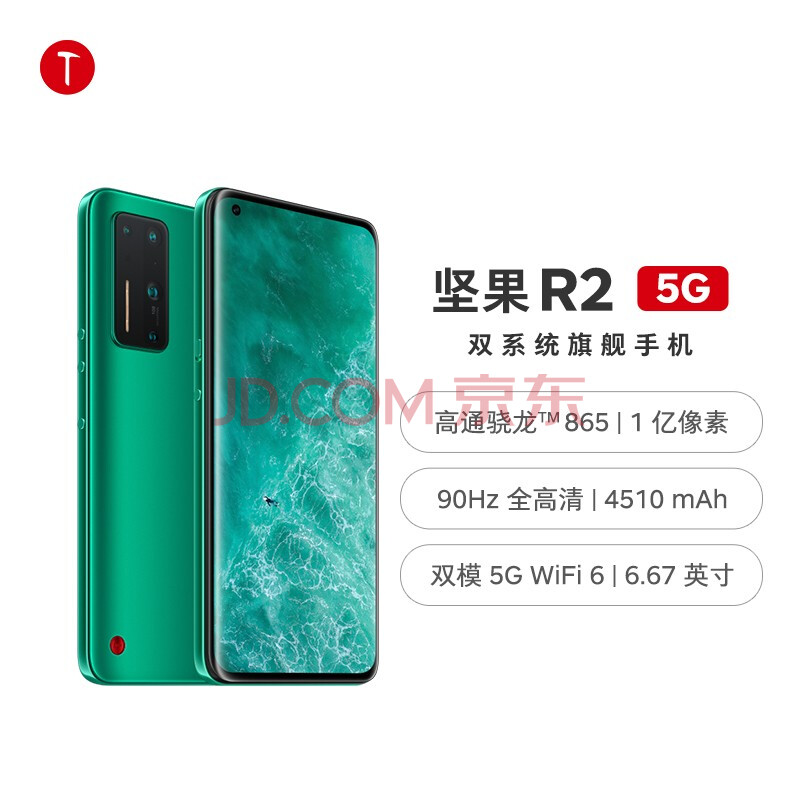 坚果 R2 5G
双系统旗舰手机
JD.COM 京东
高通骁龙™ 865 | 1 亿像素
90Hz 全高清 | 4510 mAh
双模 5G WiFi 6 | 6.67 英寸